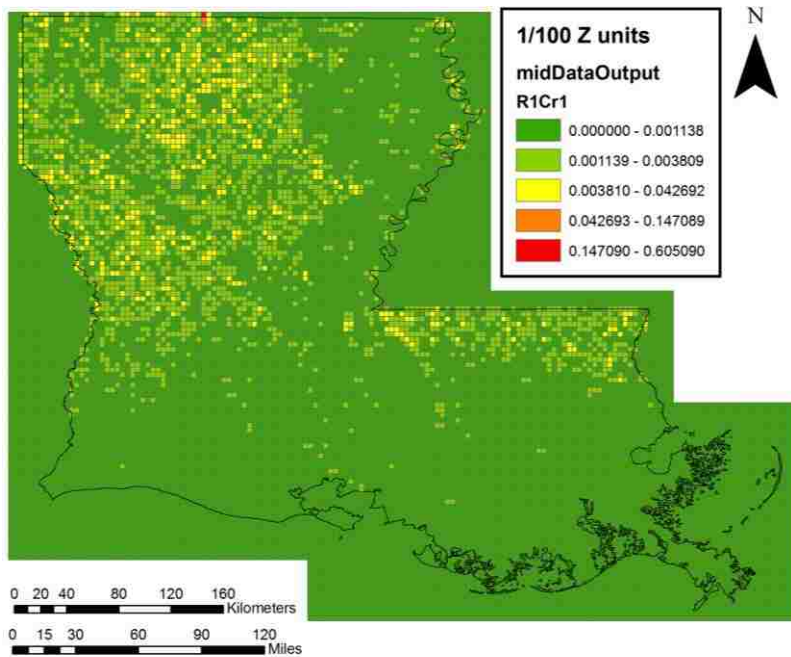 1/100 Z units
midDataOutput
R1Cr1
0.000000 - 0.001138
0.001139 - 0.003809
0.003810 - 0.042692
0.042693 - 0.147089
0.147090 - 0.605090
N
0 20 40 80 120 160
Kilometers
0 15 30 60 90 120
Miles